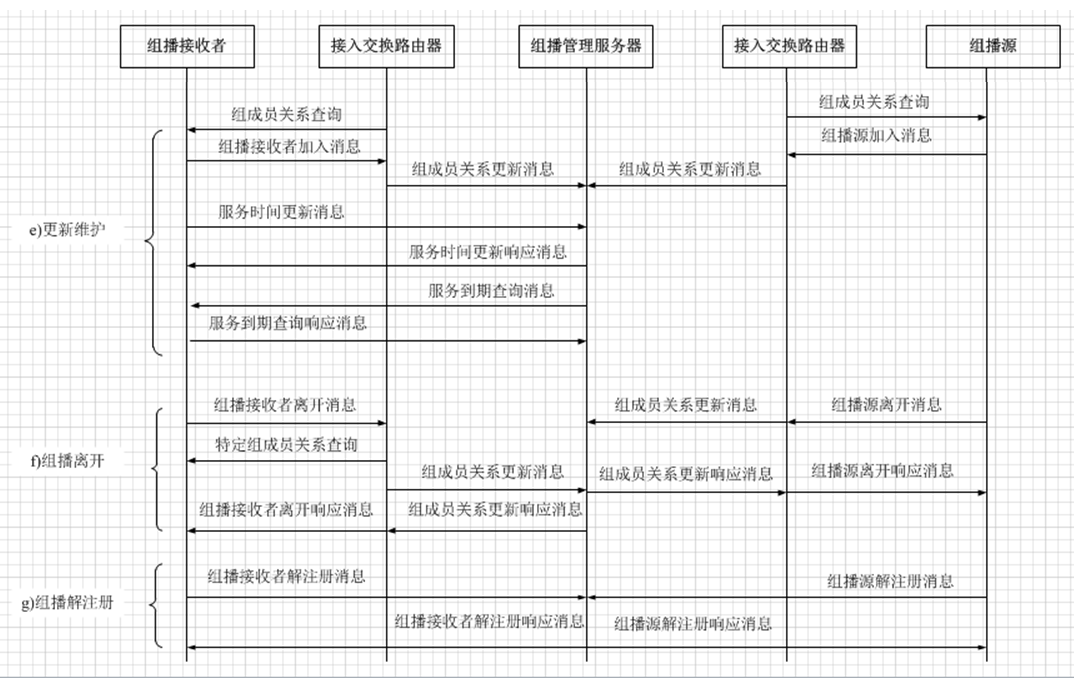 组播接收者
接入交换路由器
组播管理服务器
接入交换路由器
组播源
组成员关系查询
组成员关系查询
组播源加入消息
组播接收者加入消息
组成员关系更新消息
组成员关系更新消息
服务时间更新消息
e)更新维护
服务时间更新响应消息
服务到期查询消息
服务到期查询响应消息
组播接收者离开消息
组成员关系更新消息
组播源离开消息
特定组成员关系查询
f)组播离开
组成员关系更新消息
组成员关系更新响应消息
组播源离开响应消息
组播接收者离开响应消息
组成员关系更新响应消息
组播接收者解注册消息
组播源解注册消息
g)组播解注册
组播接收者解注册响应消息
组播源解注册响应消息